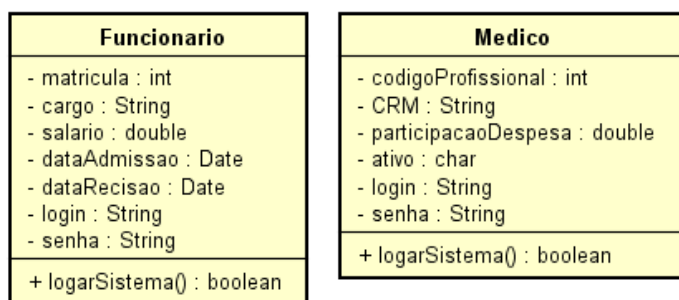 Funcionario
- matricula : int
- cargo : String
- salario : double
- dataAdmissao : Date
- dataRecisao : Date
- login : String
- senha : String
+ logarSistema() : boolean
Medico
- codigoProfissional : int
- CRM : String
- participacaoDespesa : double
- ativo : char
- login : String
- senha : String
+ logarSistema() : boolean